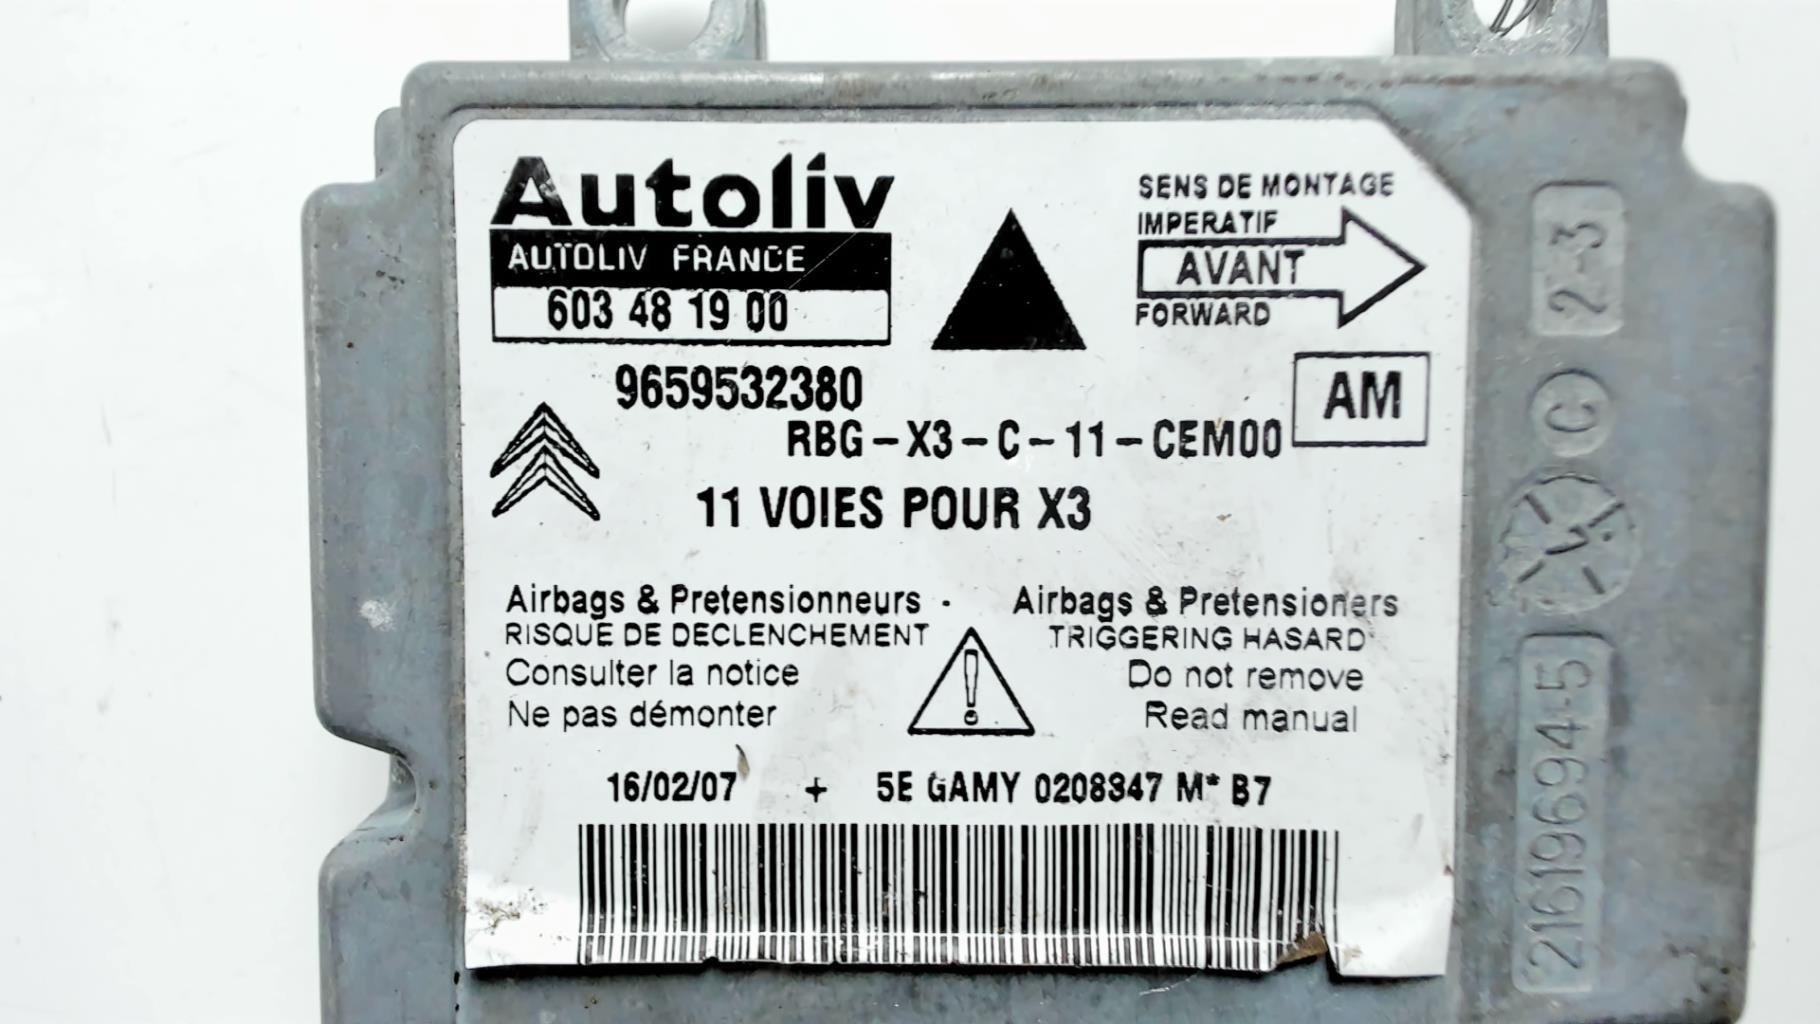 Autoliv
AUTOLIV FRANCE
603 48 19 00
SENS DE MONTAGE
IMPERATIF
AVANT
FORWARD
9659532380
AM
RBG-X3-C-11-CEM00
11 VOIES POUR X3
Airbags & Pretensionneurs -
RISQUE DE DECLENCHEMENT
Consulter la notice
Ne pas démonter
Airbags & Pretensioners
TRIGGERING HASARD
Do not remove
Read manual
16/02/07 + 5E GAMY 0208347 M* B7
2-3
C
21619694-5